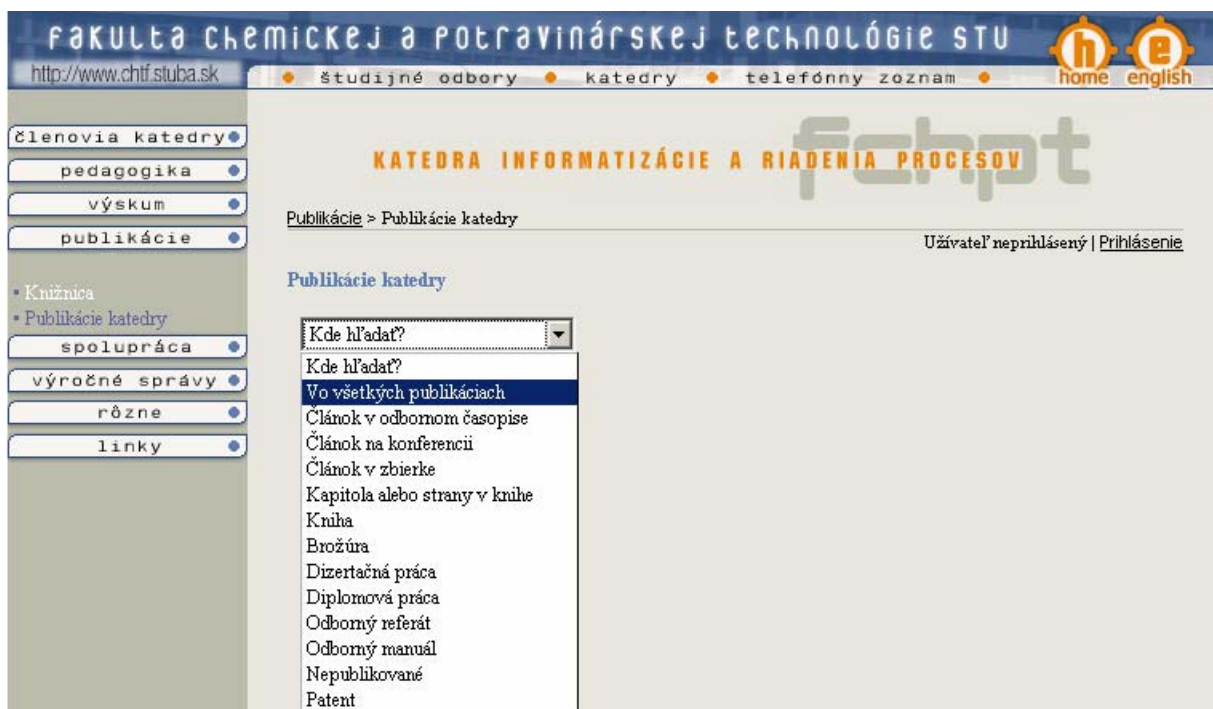 Fakulta chemickej a potravinárskej technológie STU
http://www.chtf.stuba.sk
študijné odbory katedry telefónny zoznam
h home
e english
členovia katedry
pedagogika
výskum
publikácie
Knižnica
Publikácie katedry
spolupráca
výročné správy
rôzne
linky
fchpt
KATEDRA INFORMATIZÁCIE A RIADENIA PROCESOV
Publikácie > Publikácie katedry
Užívateľ neprihlásený | Prihlásenie
Publikácie katedry
Kde hľadať?
Kde hľadať?
Vo všetkých publikáciach
Článok v odbornom časopise
Článok na konferencii
Článok v zbierke
Kapitola alebo strany v knihe
Kniha
Brožúra
Dizertačná práca
Diplomová práca
Odborný referát
Odborný manuál
Nepublikované
Patent